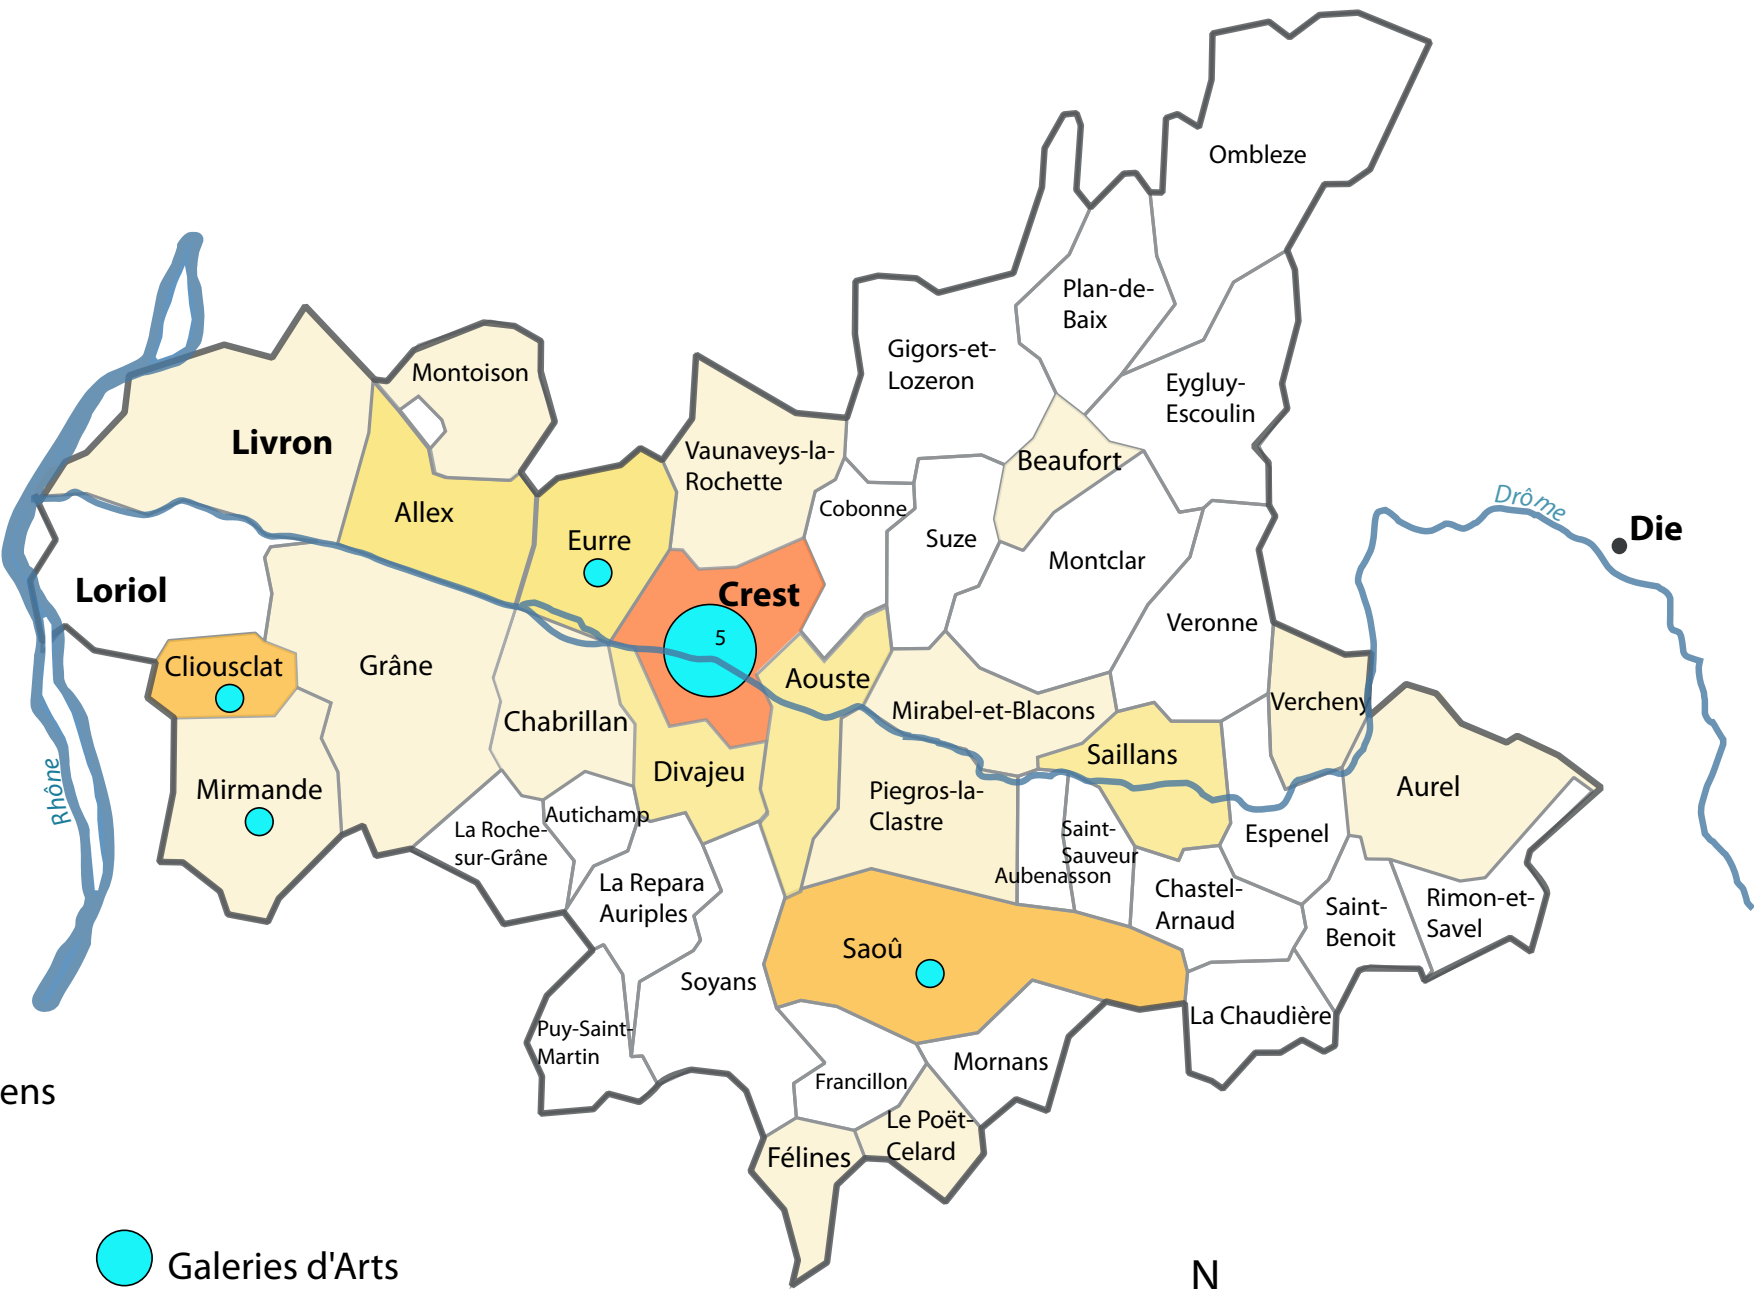 Ombleze
Plan-de-
Baix
Gigors-et-
Lozeron
Eygluy-
Escoulin
Montoison
Livron
Vaunaveys-la-
Rochette
Beaufort
Allex
Cobonne
Drôme
Die
Eurre
Suze
Montclar
Loriol
Crest
5
Veronne
Cliousclat
Grâne
Aouste
Chabrillan
Mirabel-et-Blacons
Vercheny
Saillans
Divajeu
Rhône
Mirmande
Piegros-la-
Clastre
Aurel
Autichamp
La Roche-
sur-Grâne
Saint-
Sauveur
Espenel
Aubenasson
La Repara
Auriples
Chastel-
Arnaud
Saint-
Benoit
Rimon-et-
Savel
Saoû
Soyans
La Chaudière
Puy-Saint-
Martin
Mornans
Francillon
ens
Le Poët-
Celard
Félines
Galeries d'Arts
N